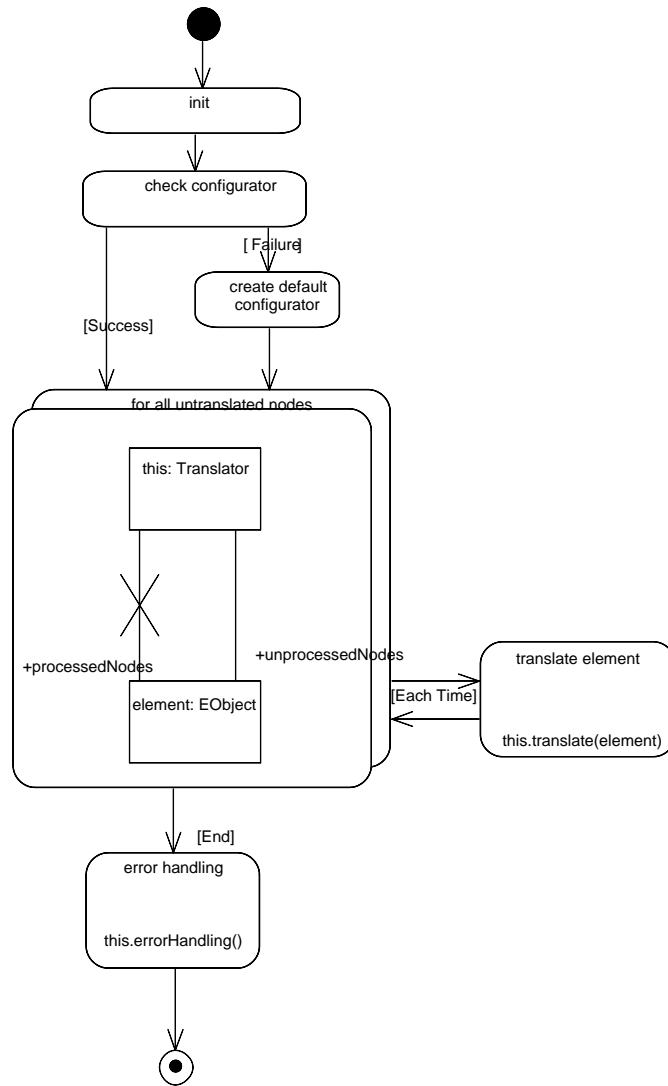 init
check configurator
[ Failure]
create default
configurator
[Success]
for all untranslated nodes
this: Translator
+processedNodes
+unprocessedNodes
element: EObject
[Each Time]
translate element
this.translate(element)
[End]
error handling
this.errorHandling()